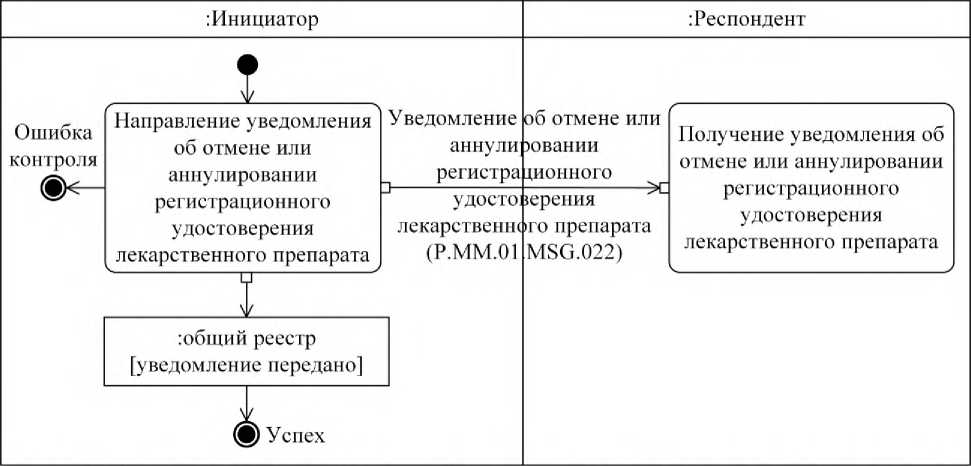 :Инициатор
:Респондент
Ошибка
контроля
Направление уведомления
об отмене или
аннулировании
регистрационного
удостоверения
лекарственного препарата
Уведомление об отмене или
аннулировании
регистрационного
удостоверения
лекарственного препарата
(P.MM.01.MSG.022)
Получение уведомления об
отмене или аннулировании
регистрационного
удостоверения
лекарственного препарата
:общий реестр
[уведомление передано]
Успех